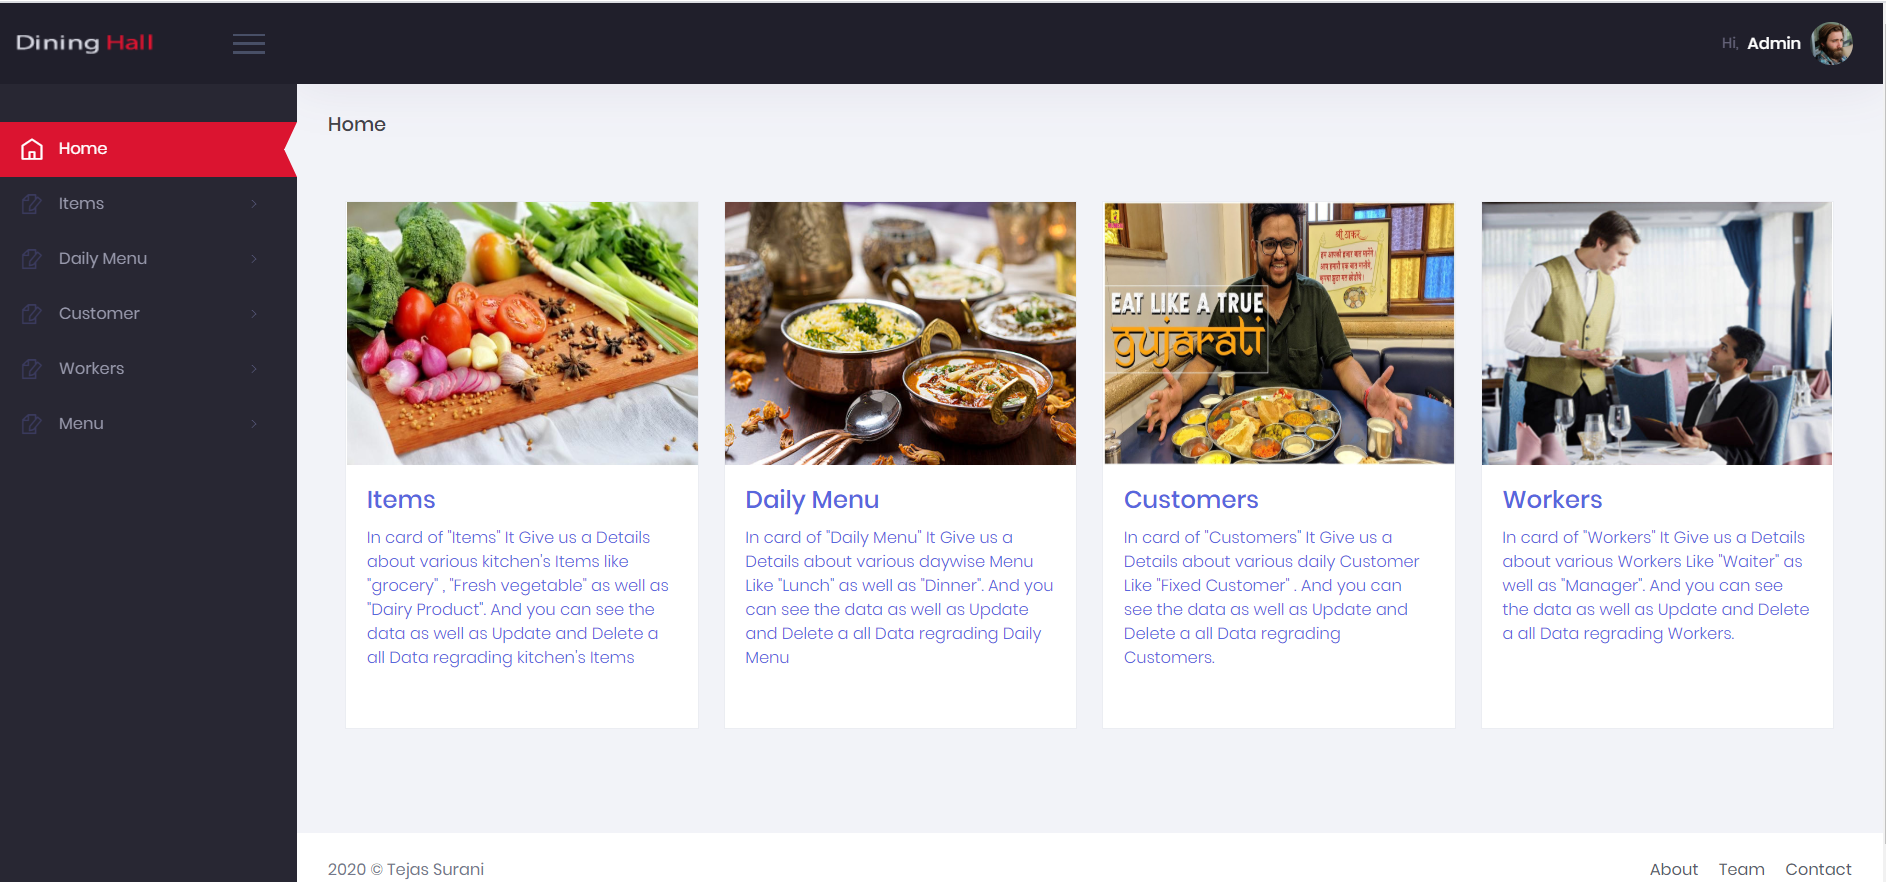 Dining Hall
Hi, Admin
Home
Items
Daily Menu
Customer
Workers
Menu
Home
EAT LIKE A TRUE
gujarati
श्री ठाकर
Items
In card of "Items" It Give us a Details
about various kitchen's Items like
"grocery" , "Fresh vegetable" as well as
"Dairy Product". And you can see the
data as well as Update and Delete a
all Data regrading kitchen's Items
Daily Menu
In card of "Daily Menu" It Give us a
Details about various daywise Menu
Like "Lunch" as well as "Dinner". And you
can see the data as well as Update
and Delete a all Data regrading Daily
Menu
Customers
In card of "Customers" It Give us a
Details about various daily Customer
Like "Fixed Customer" . And you can
see the data as well as Update and
Delete a all Data regrading
Customers.
Workers
In card of "Workers" It Give us a Details
about various Workers Like "Waiter" as
well as "Manager". And you can see
the data as well as Update and Delete
a all Data regrading Workers.
2020 © Tejas Surani
About Team Contact